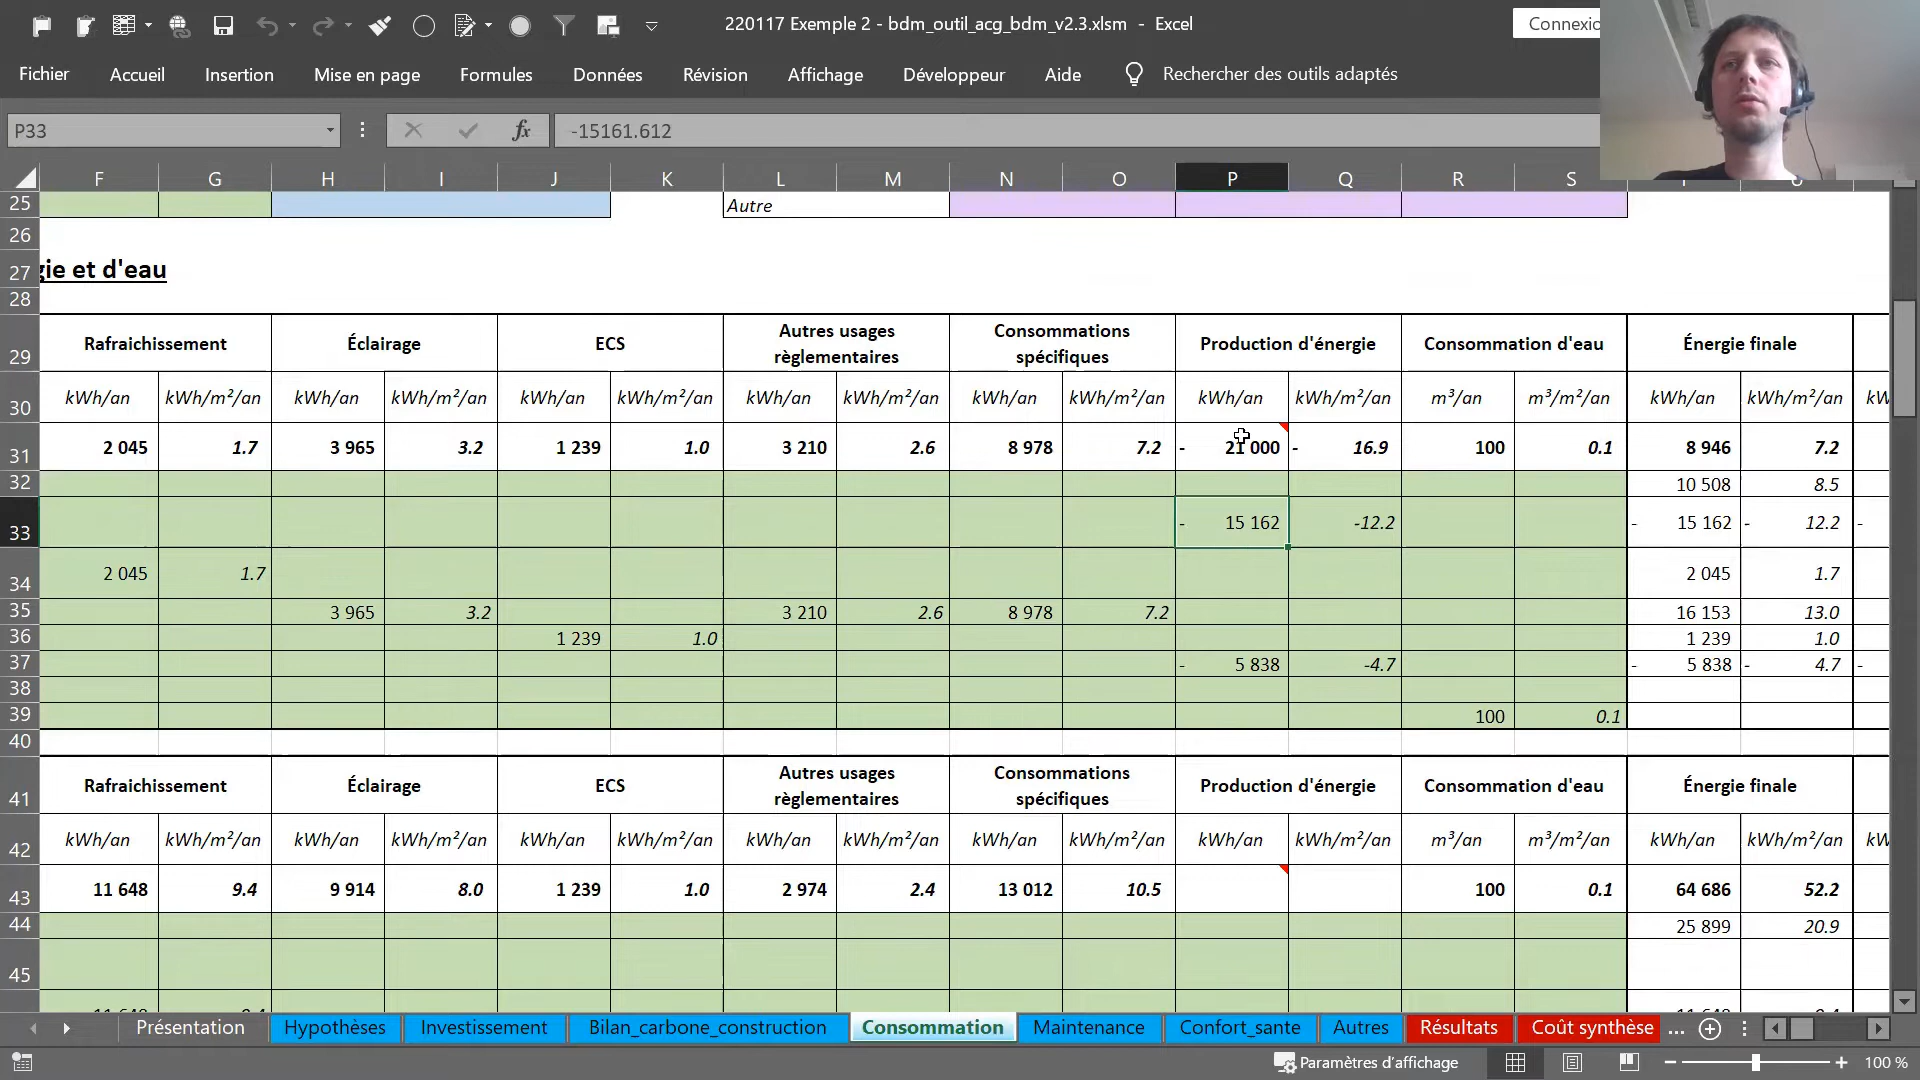 220117 Exemple 2 - bdm_outil_acg_bdm_v2.3.xlsm - Excel
Connexio
Fichier Accueil Insertion Mise en page Formules Données Révision Affichage Développeur Aide Rechercher des outils adaptés
P33 fx -15161.612
F G H I J K L M N O P Q R S
25 Autre
26
27 gie et d'eau
28
29 Rafraichissement Éclairage ECS Autres usages règlementaires Consommations spécifiques Production d'énergie Consommation d'eau Énergie finale
30 kWh/an kWh/m²/an kWh/an kWh/m²/an kWh/an kWh/m²/an kWh/an kWh/m²/an kWh/an kWh/m²/an kWh/an kWh/m²/an m³/an m³/m²/an kWh/an kWh/m²/an kW
31 2 045 1.7 3 965 3.2 1 239 1.0 3 210 2.6 8 978 7.2 - 21 000 - 16.9 100 0.1 8 946 7.2
32 10 508 8.5
33 - 15 162 -12.2 - 15 162 - 12.2 -
34 2 045 1.7 2 045 1.7
35 3 965 3.2 3 210 2.6 8 978 7.2 16 153 13.0
36 1 239 1.0 1 239 1.0
37 - 5 838 -4.7 - 5 838 - 4.7 -
38
39 100 0.1
40
41 Rafraichissement Éclairage ECS Autres usages règlementaires Consommations spécifiques Production d'énergie Consommation d'eau Énergie finale
42 kWh/an kWh/m²/an kWh/an kWh/m²/an kWh/an kWh/m²/an kWh/an kWh/m²/an kWh/an kWh/m²/an kWh/an kWh/m²/an m³/an m³/m²/an kWh/an kWh/m²/an kW
43 11 648 9.4 9 914 8.0 1 239 1.0 2 974 2.4 13 012 10.5 100 0.1 64 686 52.2
44 25 899 20.9
45
Présentation Hypothèses Investissement Bilan_carbone_construction Consommation Maintenance Confort_sante Autres Résultats Coût synthèse ...
Paramètres d'affichage 100 %